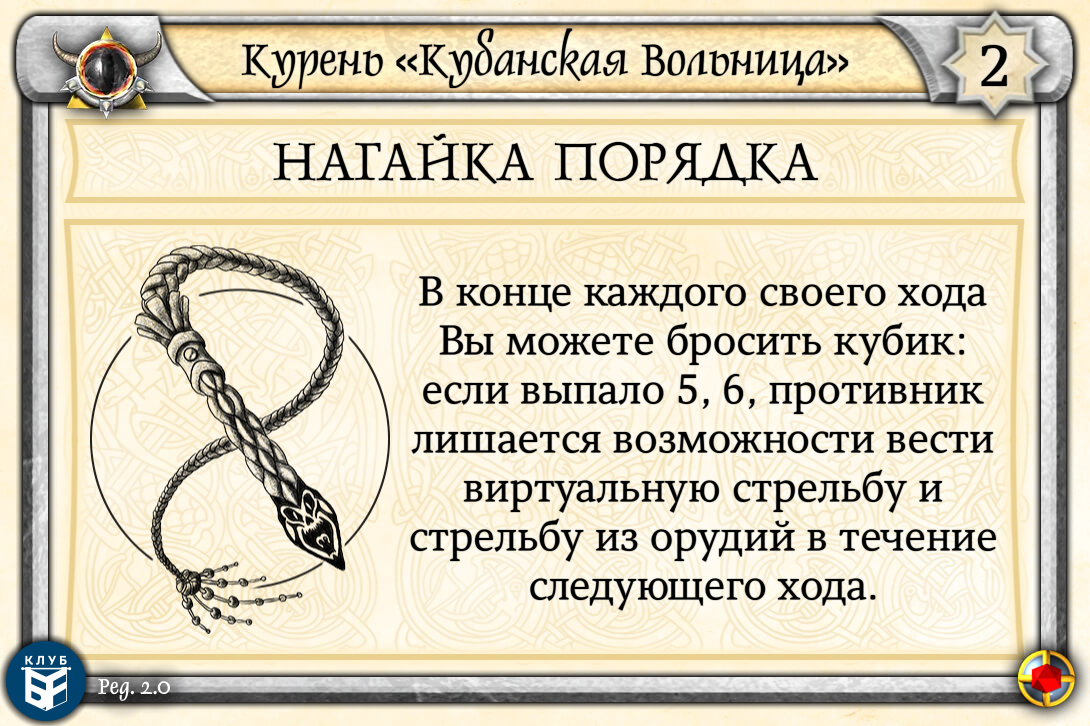 Курень «Кубанская Вольница»
2
НАГАЙКА ПОРЯДКА
В конце каждого своего хода
Вы можете бросить кубик:
если выпало 5, 6, противник
лишается возможности вести
виртуальную стрельбу и
стрельбу из орудий в течение
следующего хода.
КЛУБ
Ред. 2.0